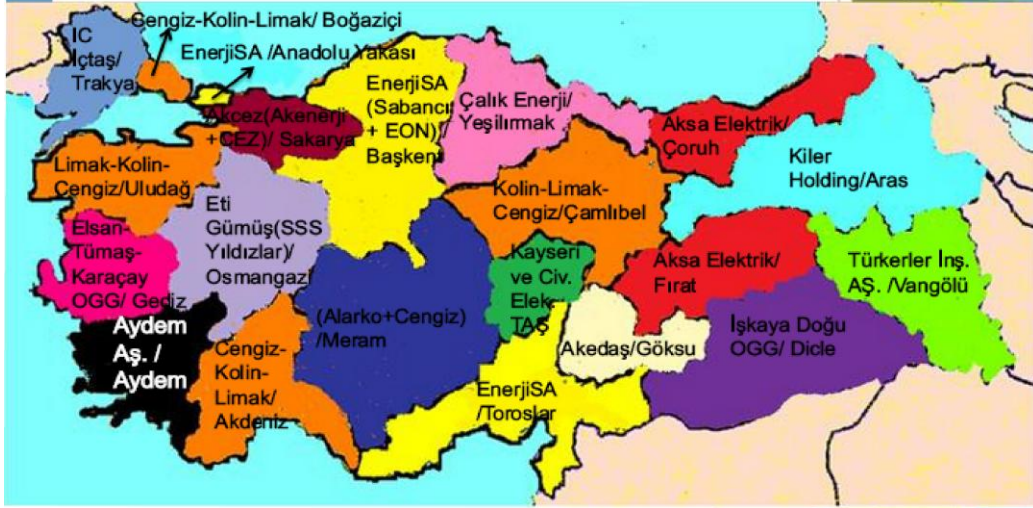 IC
İçtaş/
Trakya
Cengiz-Kolin-Limak/ Boğaziçi
EnerjiSA /Anadolu Yakası
Akcez(Akenerji
+CEZ)/ Sakarya
EnerjiSA
(Sabancı
+ EON) /
Başkent
Çalık Enerji/
Yeşilırmak
Aksa Elektrik/
Çoruh
Kiler
Holding/Aras
Limak-Kolin-
Cengiz/Uludağ
Eti
Gümüş(SSS
Yıldızlar)/
Osmangazi
Kolin-Limak-
Cengiz/Çamlıbel
Elsan-
Tümaş-
Karaçay
OGG/ Gediz
Kayseri
ve Civ.
Elek.
TAŞ
Aksa Elektrik/
Fırat
Türkerler İnş.
AŞ. /Vangölü
Aydem
Aş. /
Aydem
Cengiz-
Kolin-
Limak/
Akdeniz
(Alarko+Cengiz)
/Meram
Akedaş/Göksu
İşkaya Doğu
OGG/ Dicle
EnerjiSA
/Toroslar